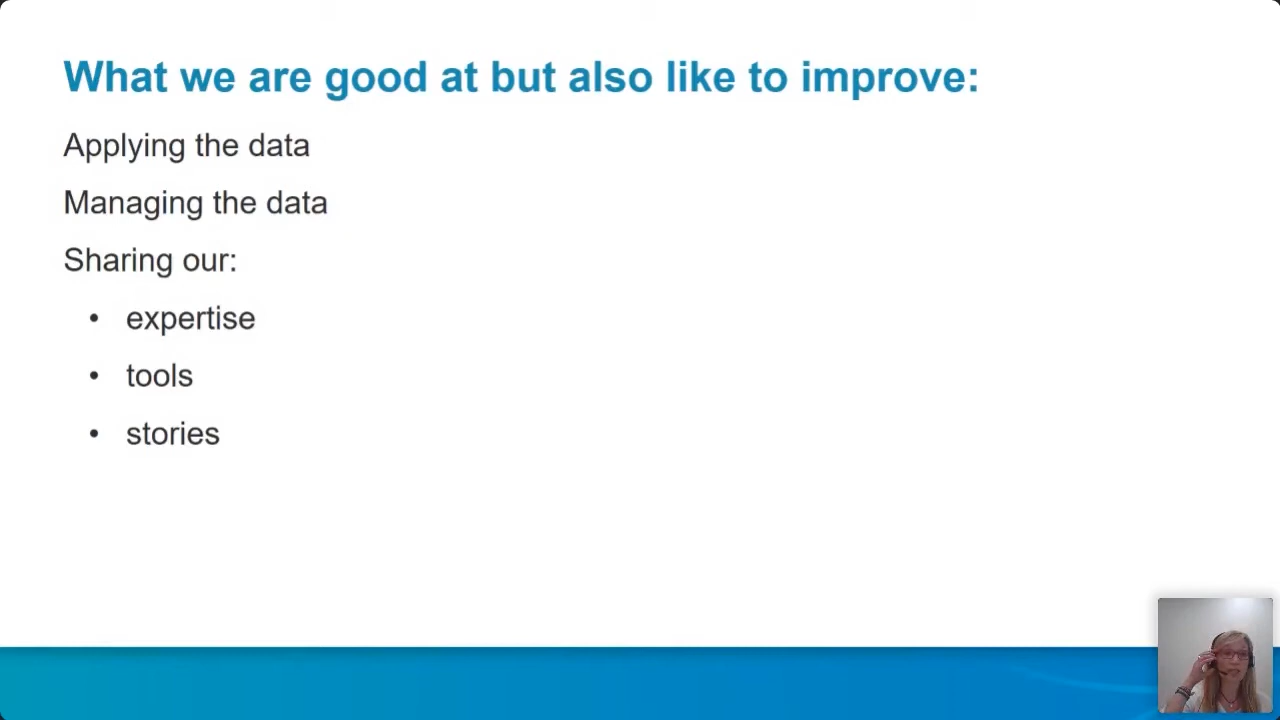 What we are good at but also like to improve:
Applying the data
Managing the data
Sharing our:
• expertise
• tools
• stories